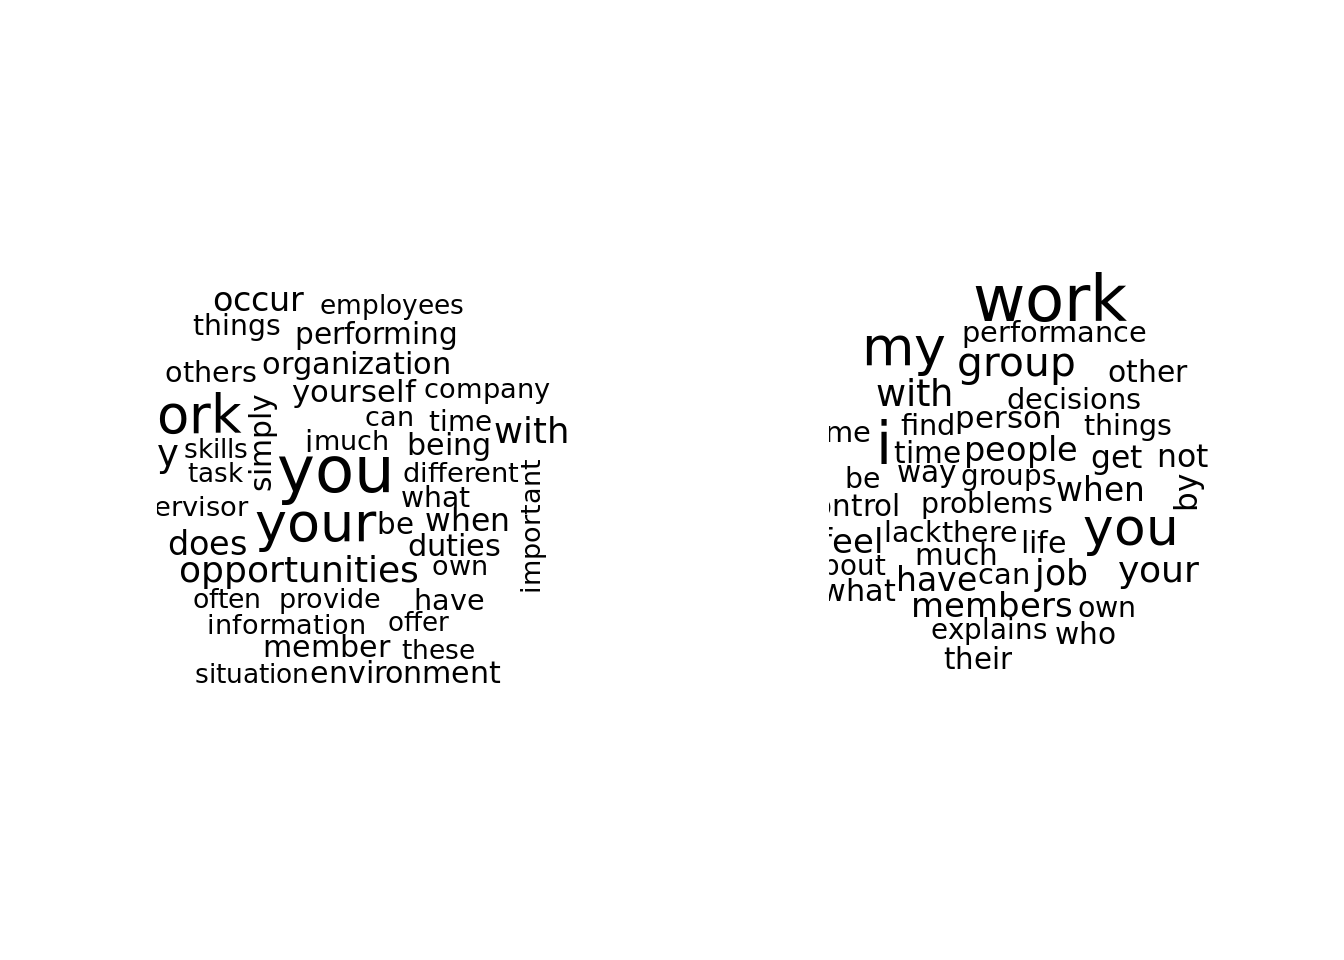 occur employees
things performing
others organization
yourself company
ork simply can time with
y skills i much being
task you different
ervisor what important
your be when
does duties
opportunities own
often provide have
information offer
member these
situation environment
work
my performance
group other
with decisions
me i find person things
time people get not
be way groups when by
ontrol problems
feel lack there life you
bout much
what have can job your
members own
explains who
their